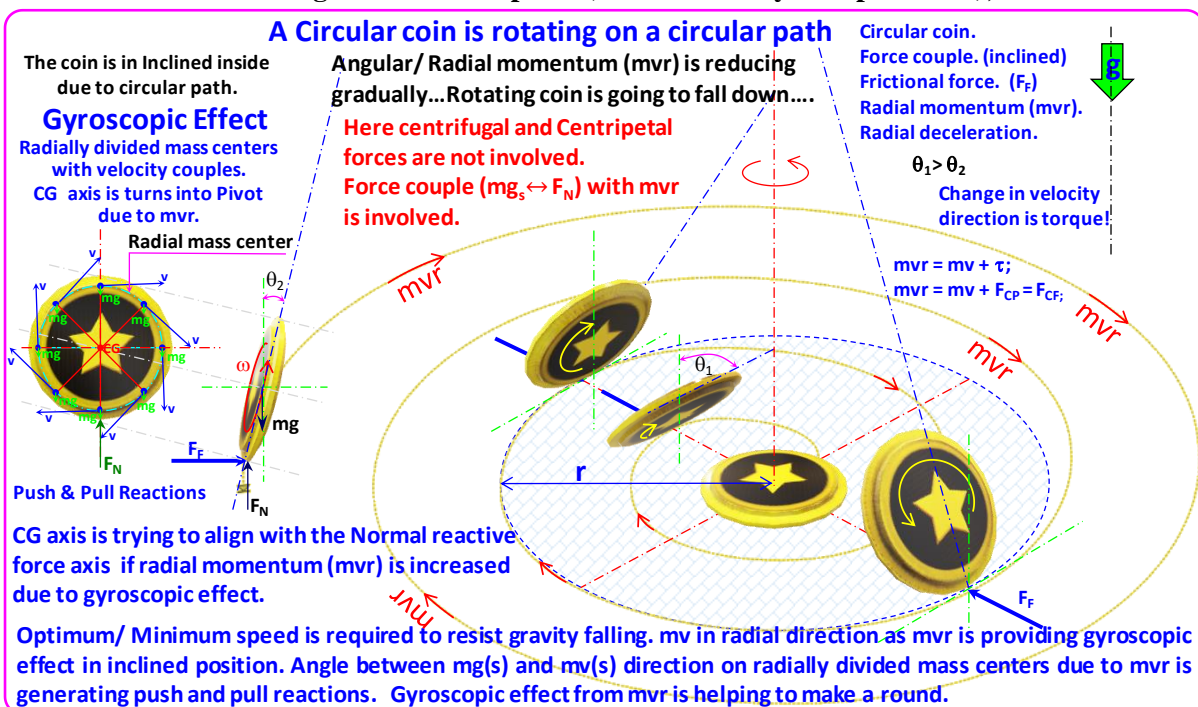 A Circular coin is rotating on a circular path
The coin is in Inclined inside
due to circular path.
Gyroscopic Effect
Radially divided mass centers
with velocity couples.
CG axis is turns into Pivot
due to mvr.
Radial mass center
Angular/ Radial momentum (mvr) is reducing
gradually...Rotating coin is going to fall down....
Here centrifugal and Centripetal
forces are not involved.
Force couple (mgs↔ FN) with mvr
is involved.
Circular coin.
Force couple. (inclined)
Frictional force. (FF)
Radial momentum (mvr).
Radial deceleration.
g
θ1> θ2
Change in velocity
direction is torque!
mvr = mv + τ;
mvr = mv + FCP = FCF;
v
v
v
v
v
v
v
v
mg
mg
mg
mg
mg
mg
mg
mg
CG
FN
θ2
ω
mg
FF
FN
Push & Pull Reactions
mvr
mvr
mvr
mvr
mvr
θ1
r
FF
CG axis is trying to align with the Normal reactive
force axis if radial momentum (mvr) is increased
due to gyroscopic effect.
Optimum/ Minimum speed is required to resist gravity falling. mv in radial direction as mvr is providing gyroscopic
effect in inclined position. Angle between mg(s) and mv(s) direction on radially divided mass centers due to mvr is
generating push and pull reactions. Gyroscopic effect from mvr is helping to make a round.